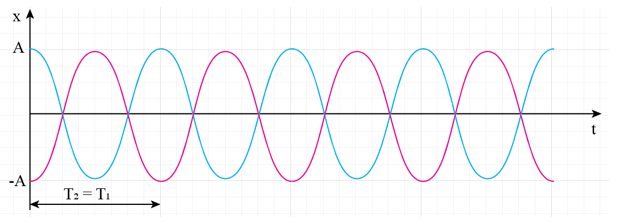 x
A
t
-A
T₂ = T₁